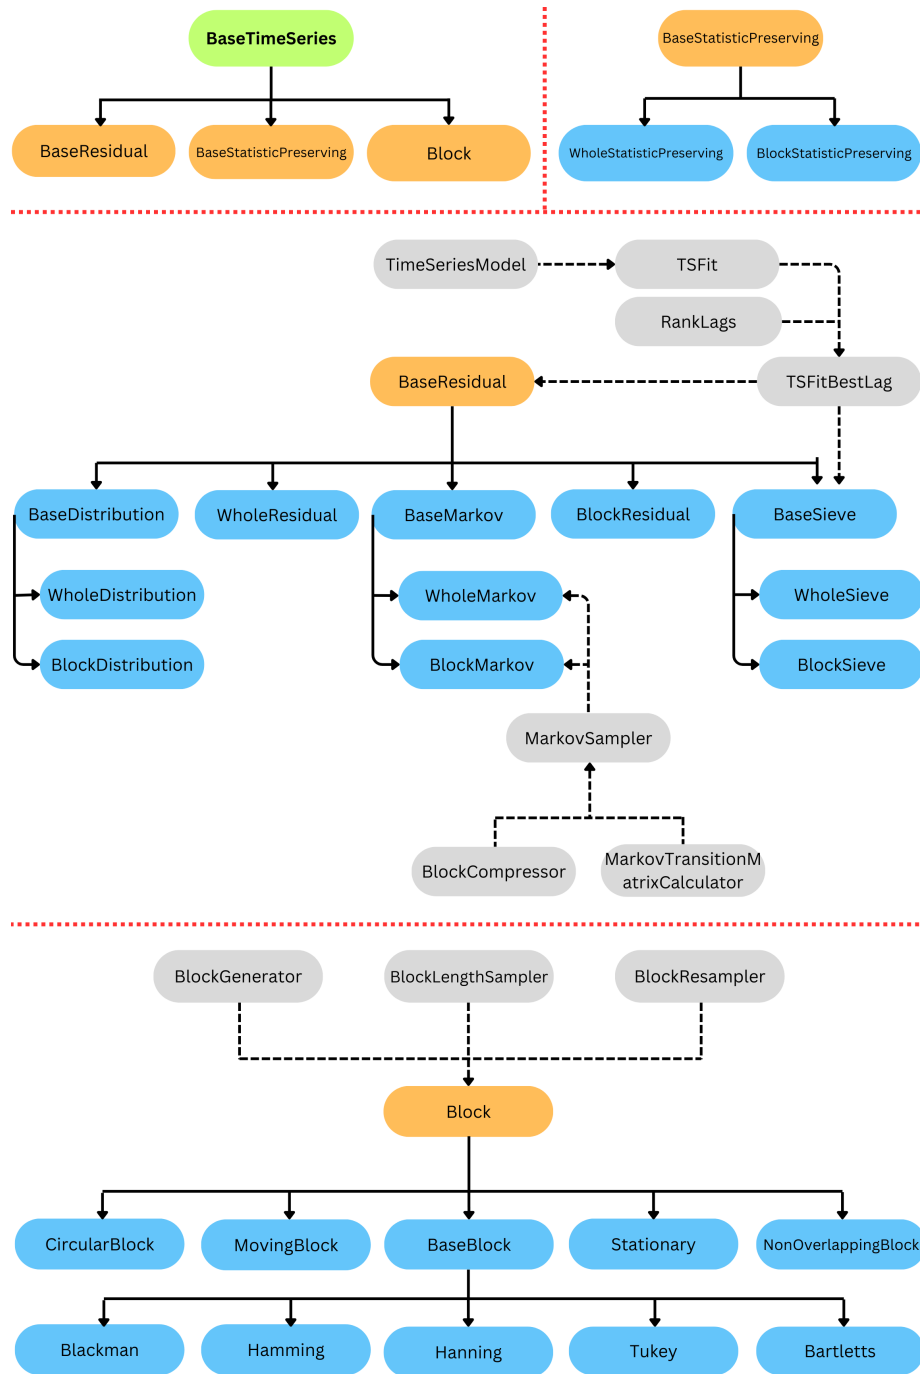 BaseTimeSeries
BaseStatisticPreserving
BaseResidual
BaseStatisticPreserving
Block
WholeStatisticPreserving
BlockStatisticPreserving
TimeSeriesModel
TSFit
RankLags
BaseResidual
TSFitBestLag
BaseDistribution
WholeResidual
BaseMarkov
BlockResidual
BaseSieve
WholeDistribution
WholeMarkov
WholeSieve
BlockDistribution
BlockMarkov
BlockSieve
MarkovSampler
BlockCompressor
MarkovTransitionM
atrixCalculator
BlockGenerator
BlockLengthSampler
BlockResampler
Block
CircularBlock
MovingBlock
BaseBlock
Stationary
NonOverlappingBlock
Blackman
Hamming
Hanning
Tukey
Bartletts